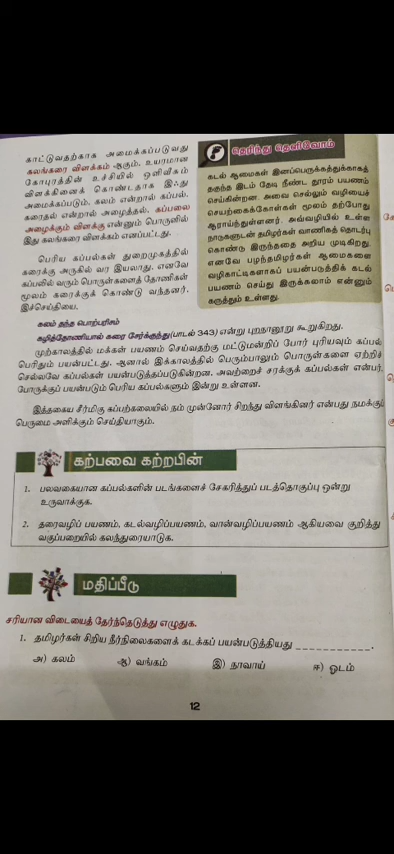 காட்டுவதற்காக அமைக்கப்படுவது
கலங்கரை விளக்கம் ஆகும். உயரமான
கோபுரத்தின் உச்சியில் ஒளிவீசும்
விளக்கினைக் கொண்டதாக இஃது
அமைக்கப்படும். கலம் என்றால் கப்பல்.
கரைதல் என்றால் அழைத்தல். கப்பலை
அழைக்கும் விளக்கு என்னும் பொருளில்
இது கலங்கரை விளக்கம் எனப்பட்டது.
பெரிய கப்பல்கள் துறைமுகத்தில்
கரைக்கு அருகில் வர இயலாது. எனவே
கப்பலில் வரும் பொருள்களைத் தோணிகள்
மூலம் கரைக்குக் கொண்டு வந்தனர்.
இச்செய்தியை,
தெரிந்து தெளிவோம்
கடல் ஆமைகள் இனப்பெருக்கத்துக்காகத்
தகுந்த இடம் தேடி நீண்ட தூரம் பயணம்
செய்கின்றன. அவை செல்லும் வழியைச்
செயற்கைக்கோள்கள் மூலம் தற்போது
ஆராய்ந்துள்ளனர். அவ்வழியில் உள்ள
நாடுகளுடன் தமிழர்கள் வாணிகத் தொடர்பு
கொண்டு இருந்ததை அறிய முடிகிறது.
எனவே பழந்தமிழர்கள் ஆமைகளை
வழிகாட்டிகளாகப் பயன்படுத்திக் கடல்
பயணம் செய்து இருக்கலாம் என்னும்
கருத்தும் உள்ளது.
கலம் தந்த பொற்பரிசம்
கழித்தோணியால் கரை சேர்க்குந்து (பாடல் 343) என்று புறநானூறு கூறுகிறது.
முற்காலத்தில் மக்கள் பயணம் செய்வதற்கு மட்டுமன்றிப் போர் புரியவும் கப்பல்
பெரிதும் பயன்பட்டது. ஆனால் இக்காலத்தில் பெரும்பாலும் பொருள்களை ஏற்றிச்
செல்லவே கப்பல்கள் பயன்படுத்தப்படுகின்றன. அவற்றைச் சரக்குக் கப்பல்கள் என்பர்.
போருக்குப் பயன்படும் பெரிய கப்பல்களும் இன்று உள்ளன.
இத்தகைய சீர்மிகு கப்பற்கலையில் நம் முன்னோர் சிறந்து விளங்கினர் என்பது நமக்குப்
பெருமை அளிக்கும் செய்தியாகும்.
கற்பவை கற்றபின்
1. பலவகையான கப்பல்களின் படங்களைச் சேகரித்துப் படத்தொகுப்பு ஒன்று
உருவாக்குக.
2. தரைவழிப் பயணம், கடல்வழிப்பயணம், வான்வழிப்பயணம் ஆகியவை குறித்து
வகுப்பறையில் கலந்துரையாடுக.
மதிப்பீடு
சரியான விடையைத் தேர்ந்தெடுத்து எழுதுக.
1. தமிழர்கள் சிறிய நீர்நிலைகளைக் கடக்கப் பயன்படுத்தியது ___________.
அ) கலம் ஆ) வங்கம் இ) நாவாய் ஈ) ஓடம்
12